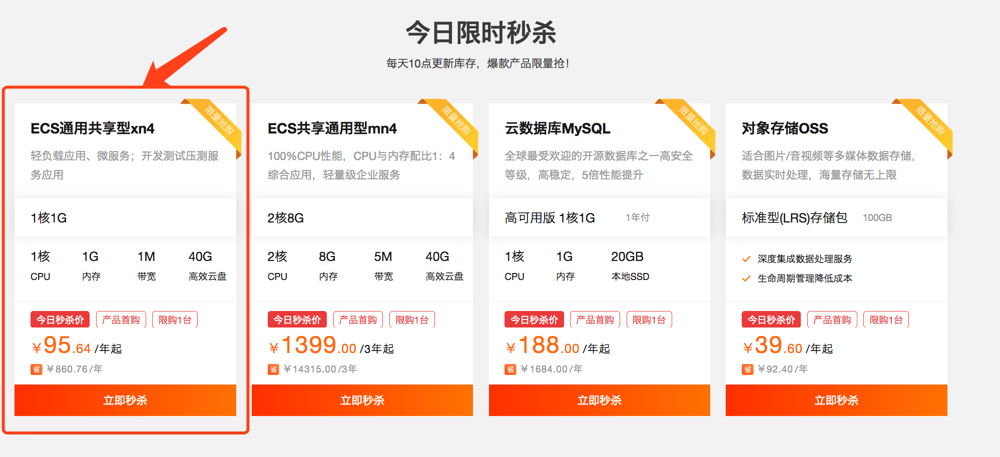 今日限时秒杀
每天10点更新库存，爆款产品限量抢！
限量抢购
ECS通用共享型xn4
轻负载应用、微服务；开发测试压测服
务应用
1核1G
1核 1G 1M 40G
CPU 内存 带宽 高效云盘
今日秒杀价 产品首购 限购1台
¥95.64 /年起
省 ¥860.76/年
立即秒杀
限量抢购
ECS共享通用型mn4
100%CPU性能，CPU与内存配比1：4
综合应用，轻量级企业服务
2核8G
2核 8G 5M 40G
CPU 内存 带宽 高效云盘
今日秒杀价 产品首购 限购1台
¥1399.00 /3年起
省 ¥14315.00/3年
立即秒杀
限量抢购
云数据库MySQL
全球最受欢迎的开源数据库之一高安全
等级，高稳定，5倍性能提升
高可用版 1核1G 1年付
1核 1G 20GB
CPU 内存 本地SSD
今日秒杀价 产品首购 限购1台
¥188.00 /年起
省 ¥1684.00/年
立即秒杀
限量抢购
对象存储OSS
适合图片/音视频等多媒体数据存储，
数据实时处理，海量存储无上限
标准型(LRS)存储包 100GB
深度集成数据处理服务
生命周期管理降低成本
今日秒杀价 产品首购 限购1台
¥39.60 /年起
省 ¥92.40/年
立即秒杀